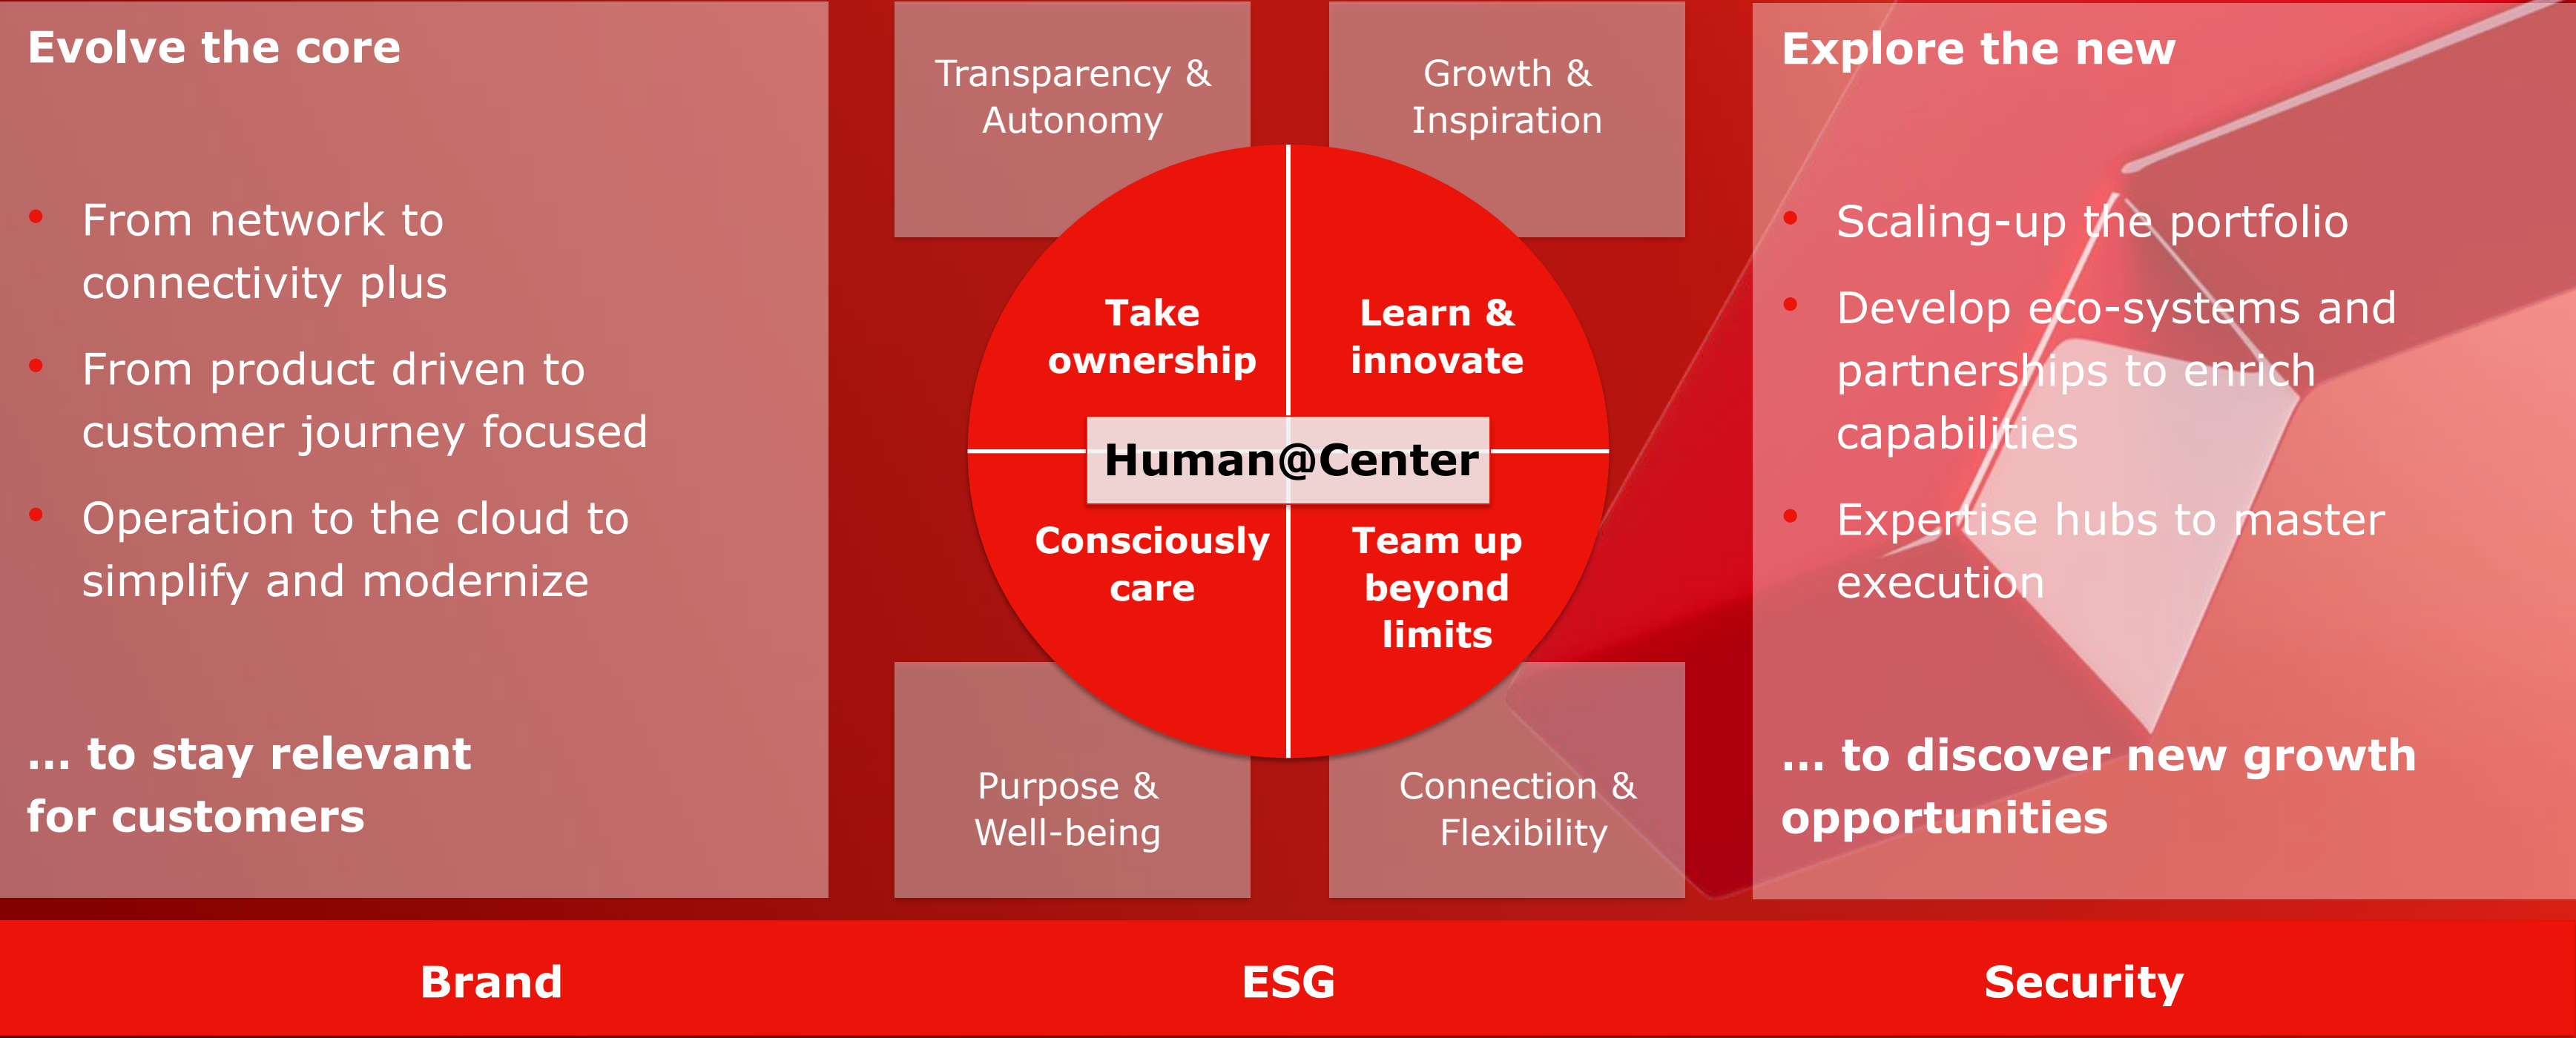 Evolve the core
• From network to
connectivity plus
• From product driven to
customer journey focused
• Operation to the cloud to
simplify and modernize
... to stay relevant
for customers
Transparency &
Autonomy
Growth &
Inspiration
Take
ownership
Learn &
innovate
Human@Center
Consciously
care
Team up
beyond
limits
Purpose &
Well-being
Connection &
Flexibility
Explore the new
• Scaling-up the portfolio
• Develop eco-systems and
partnerships to enrich
capabilities
• Expertise hubs to master
execution
... to discover new growth
opportunities
Brand
ESG
Security